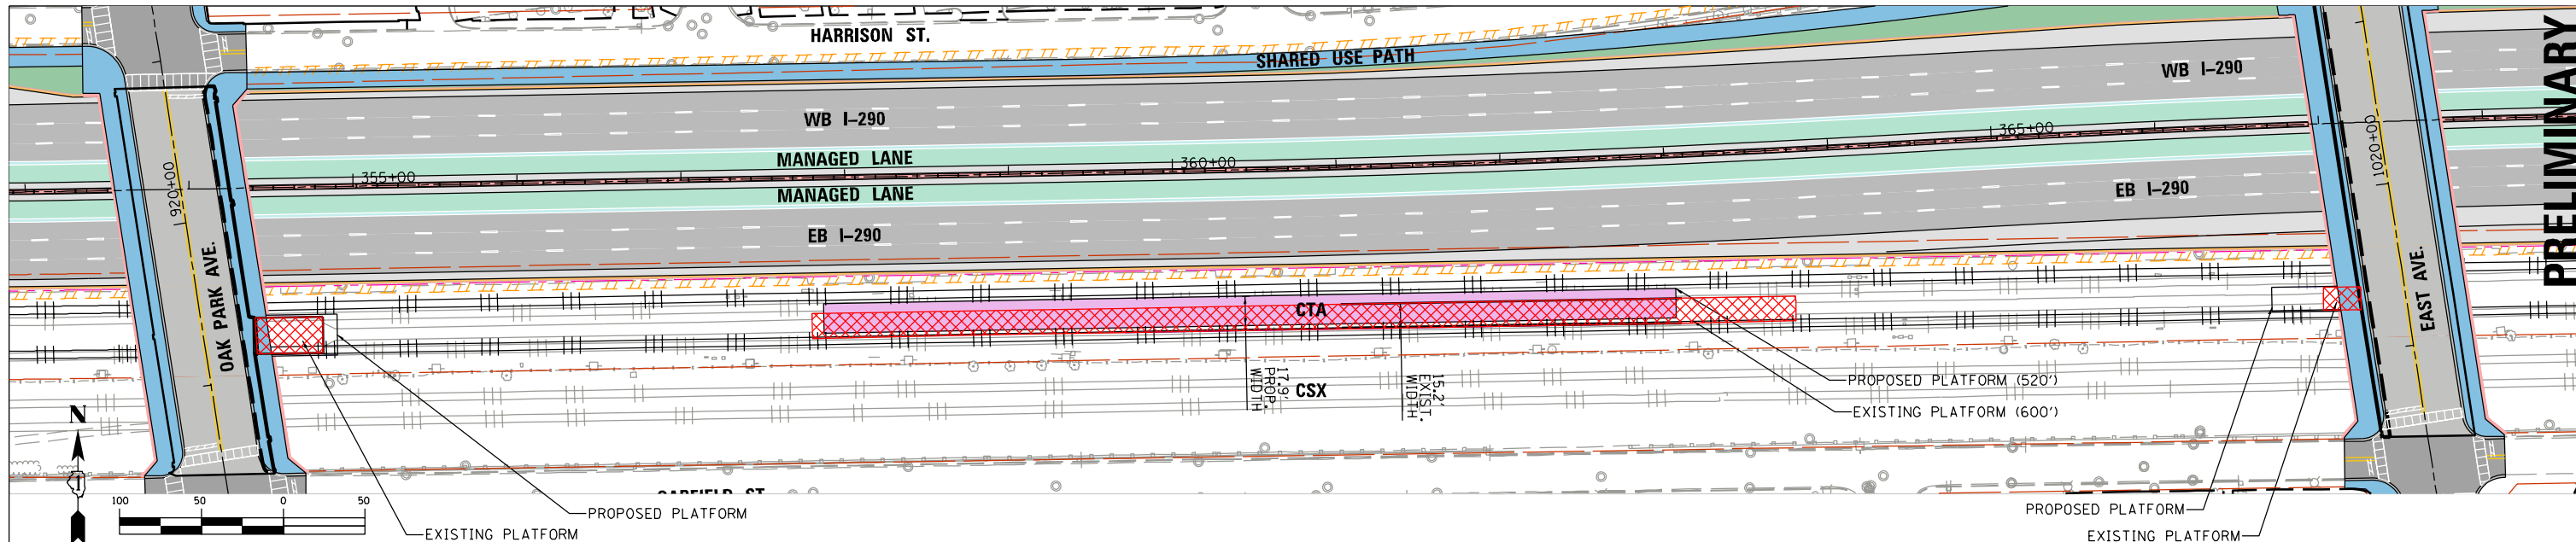 HARRISON ST.
SHARED USE PATH
WB I-290
WB I-290
PRELIMINARY
MANAGED LANE
355+00
360+00
365+00
MANAGED LANE
920+00
1020+00
EB I-290
EB I-290
OAK PARK AVE.
EAST AVE.
CTA
17.9'
PROP.
WIDTH
15.2'
EXIST.
WIDTH
CSX
PROPOSED PLATFORM (520')
EXISTING PLATFORM (600')
N
GARFIELD ST.
100 50 0 50
PROPOSED PLATFORM
EXISTING PLATFORM
PROPOSED PLATFORM
EXISTING PLATFORM